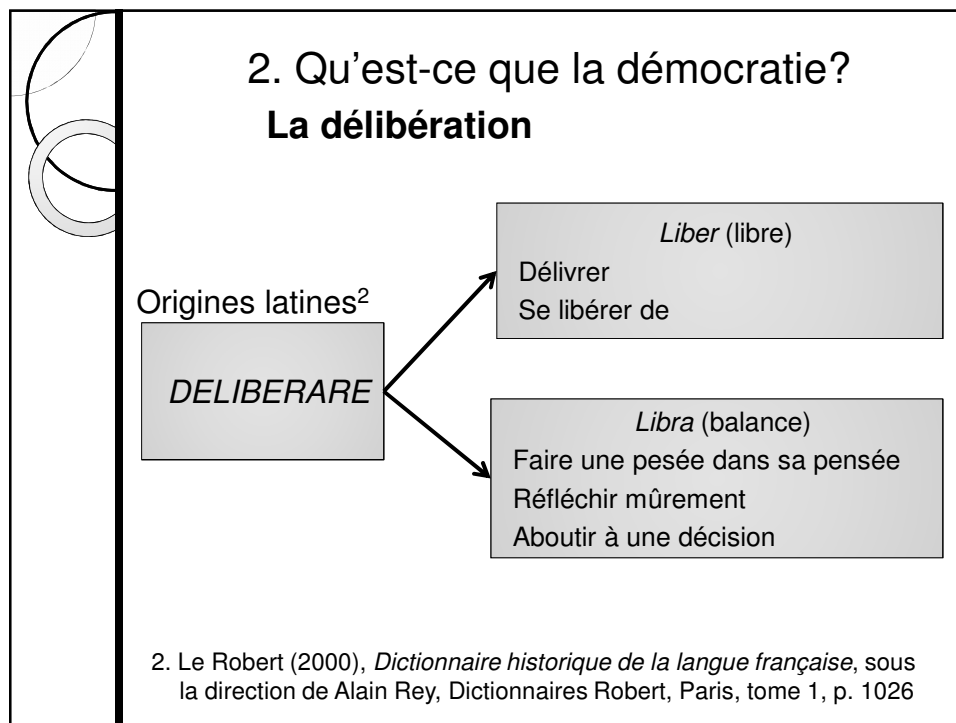 2. Qu'est-ce que la démocratie?
La délibération
Origines latines²
DELIBERARE
Liber (libre)
Délivrer
Se libérer de
Libra (balance)
Faire une pesée dans sa pensée
Réfléchir mûrement
Aboutir à une décision
2. Le Robert (2000), Dictionnaire historique de la langue française, sous
la direction de Alain Rey, Dictionnaires Robert, Paris, tome 1, p. 1026